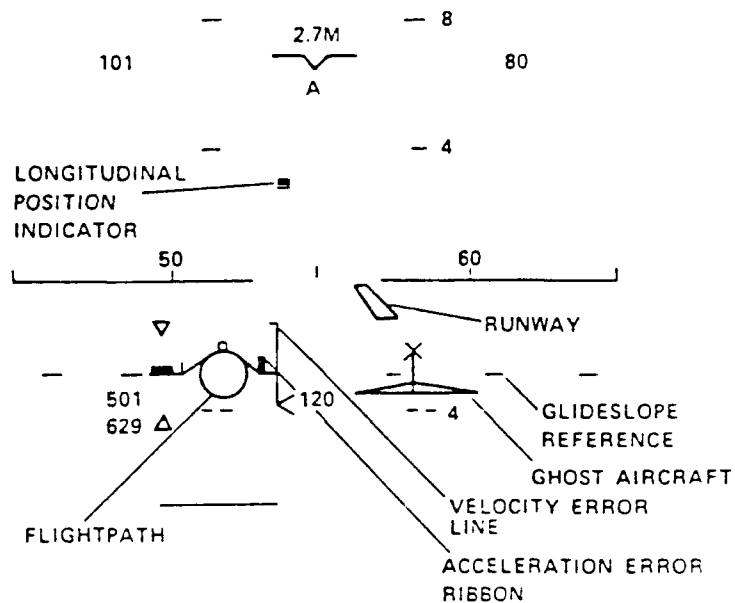 8
2.7M
101
80
A
4
LONGITUDINAL
POSITION
INDICATOR
50
60
RUNWAY
501
120
629
4
GLIDESLOPE
REFERENCE
GHOST AIRCRAFT
VELOCITY ERROR
LINE
FLIGHTPATH
ACCELERATION ERROR
RIBBON